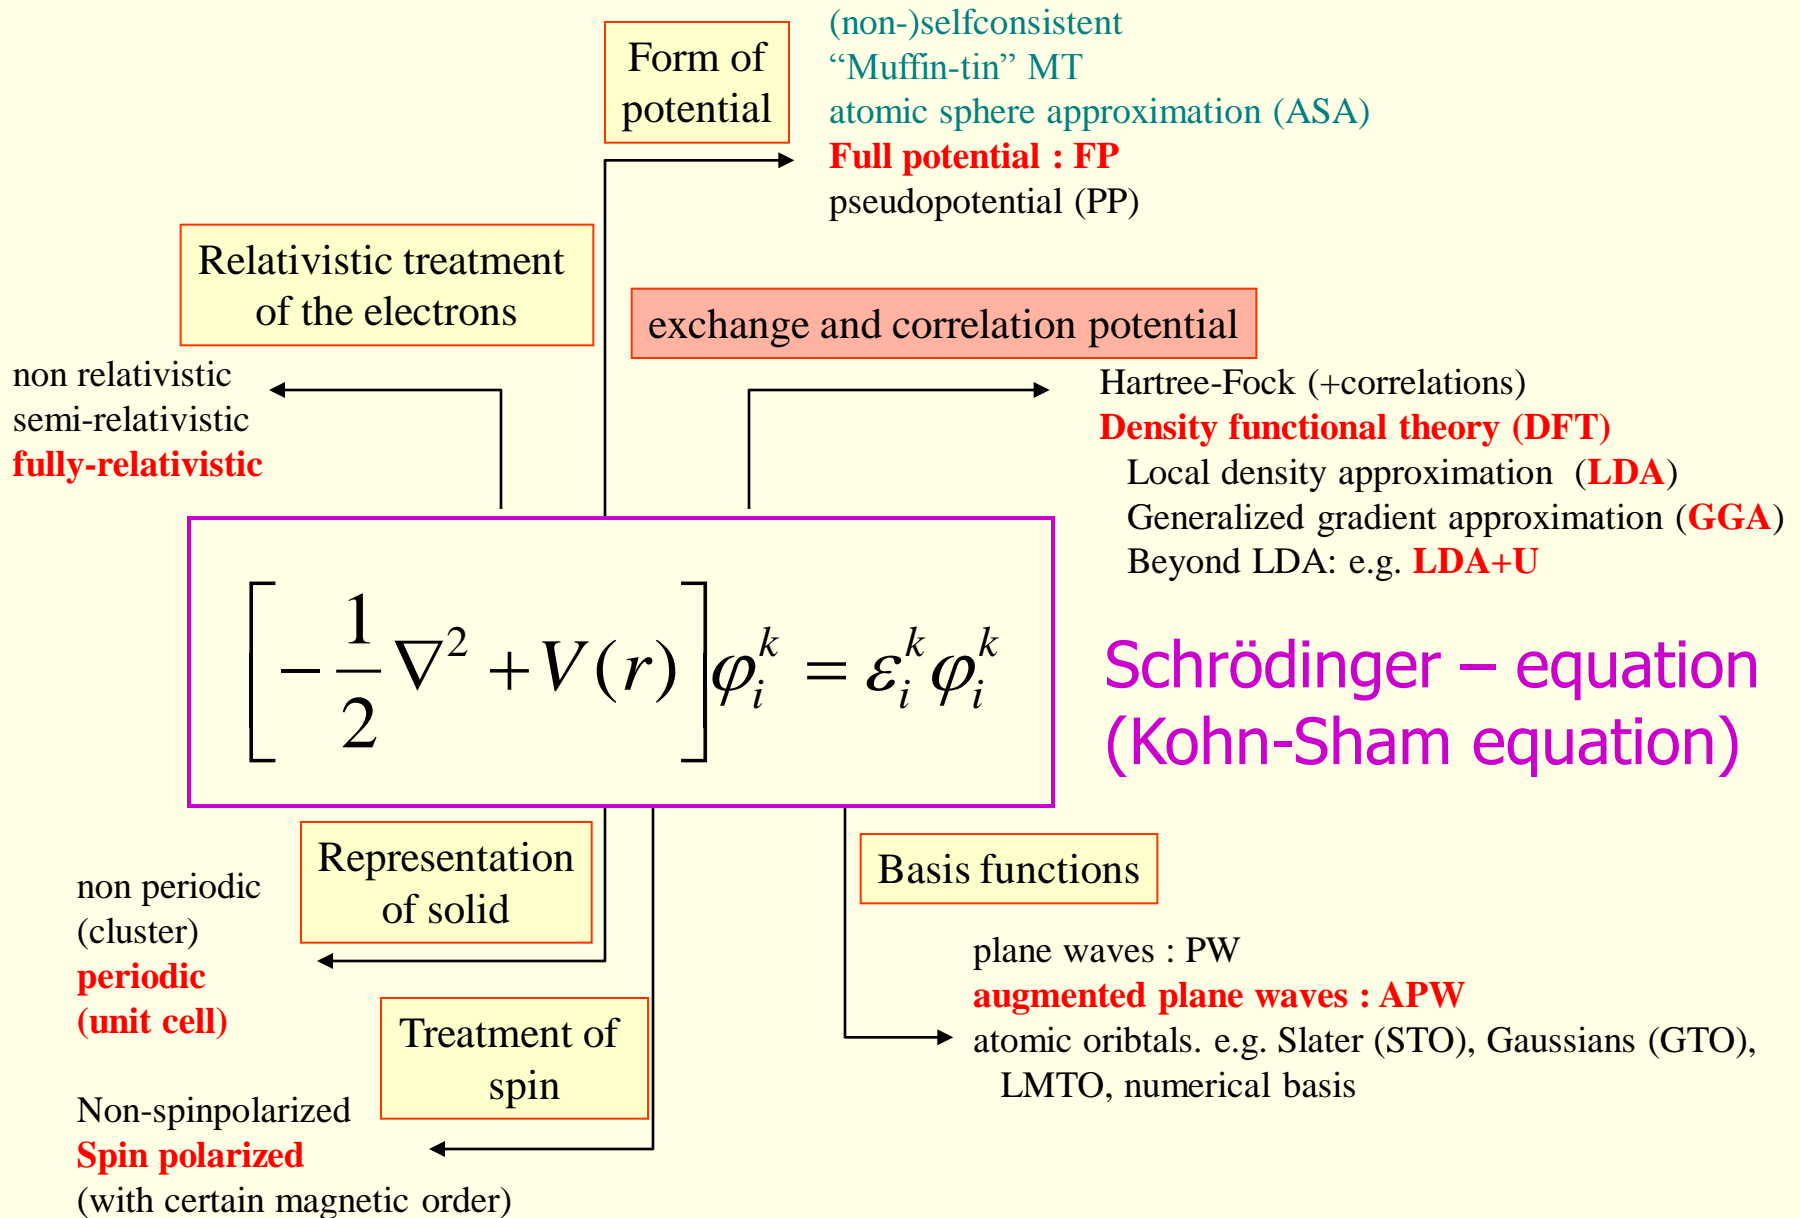 Form of
potential
(non-)selfconsistent
“Muffin-tin” MT
atomic sphere approximation (ASA)
Full potential : FP
pseudopotential (PP)
Relativistic treatment
of the electrons
non relativistic
semi-relativistic
fully-relativistic
exchange and correlation potential
Hartree-Fock (+correlations)
Density functional theory (DFT)
Local density approximation (LDA)
Generalized gradient approximation (GGA)
Beyond LDA: e.g. LDA+U
[-1/2 ∇² + V(r)] φ_i^k = ε_i^k φ_i^k
Schrödinger – equation
(Kohn-Sham equation)
Representation
of solid
non periodic
(cluster)
periodic
(unit cell)
Treatment of
spin
Non-spinpolarized
Spin polarized
(with certain magnetic order)
Basis functions
plane waves : PW
augmented plane waves : APW
atomic oribtals. e.g. Slater (STO), Gaussians (GTO),
LMTO, numerical basis